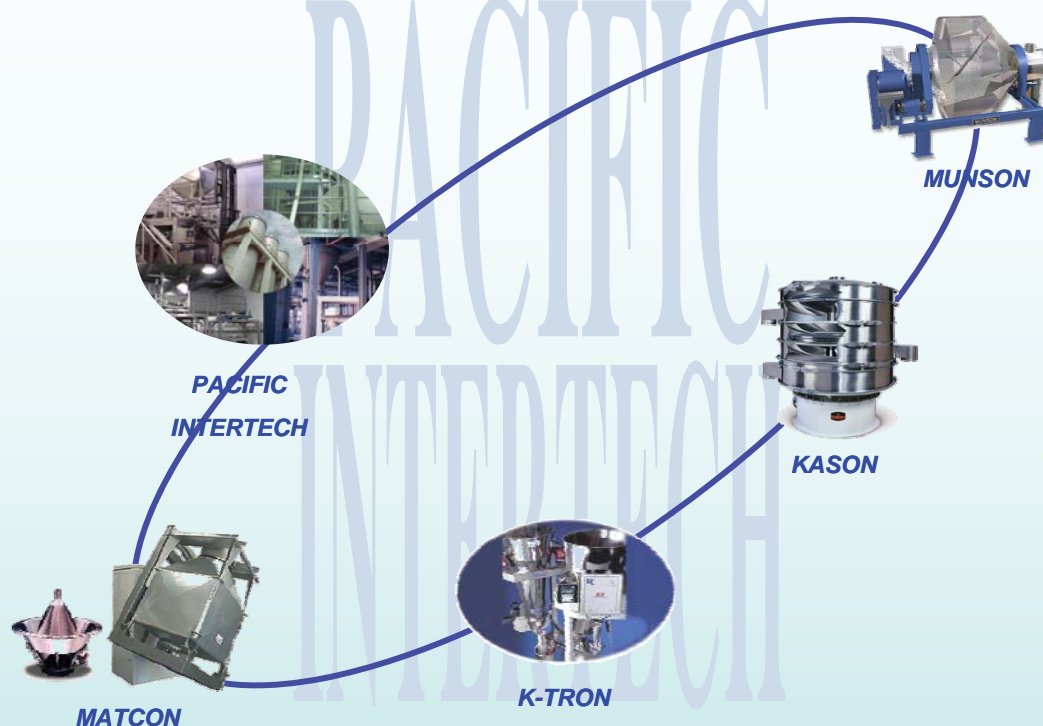 PACIFIC
INTERTECH
MUNSON
PACIFIC
INTERTECH
KASON
K-TRON
MATCON